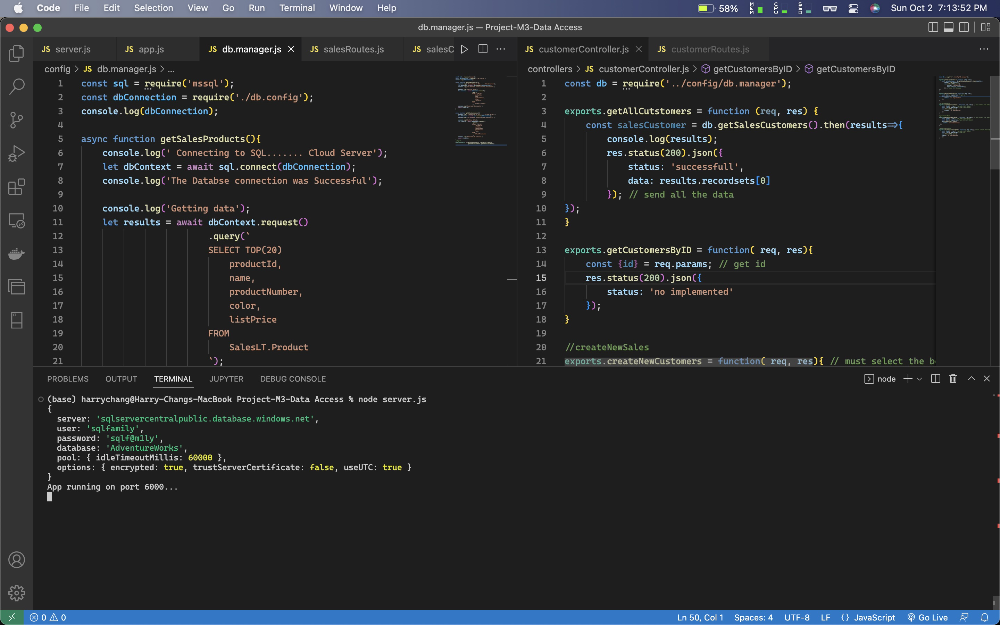 Code File Edit Selection View Go Run Terminal Window Help 58% MEM CPU SSD Sun Oct 2 7:13:52 PM
db.manager.js — Project-M3-Data Access
JS server.js JS app.js JS db.manager.js JS salesRoutes.js JS salesC
config > JS db.manager.js > ...
1 const sql = require('mssql');
2 const dbConnection = require('./db.config');
3 console.log(dbConnection);
4
5 async function getSalesProducts(){
6 console.log(' Connecting to SQL....... Cloud Server');
7 let dbContext = await sql.connect(dbConnection);
8 console.log('The Databse connection was Successful');
9
10 console.log('Getting data');
11 let results = await dbContext.request()
12 .query(`
13 SELECT TOP(20)
14 productId,
15 name,
16 productNumber,
17 color,
18 listPrice
19 FROM
20 SalesLT.Product
21 `);
JS customerController.js JS customerRoutes.js
controllers > JS customerController.js > getCustomersByID > getCustomersByID
1 const db = require('../config/db.manager');
2
3 exports.getAllCutstomers = function (req, res) {
4 const salesCustomer = db.getSalesCustomers().then(results=>{
5 console.log(results);
6 res.status(200).json({
7 status: 'successfull',
8 data: results.recordsets[0]
9 }); // send all the data
10 });
11 }
12
13 exports.getCustomersByID = function( req, res){
14 const {id} = req.params; // get id
15 res.status(200).json({
16 status: 'no implemented'
17 });
18 }
19
20 //createNewSales
21 exports.createNewCustomers = function( req, res){ // must select the b
PROBLEMS OUTPUT TERMINAL JUPYTER DEBUG CONSOLE node
(base) harrychang@Harry-Changs-MacBook Project-M3-Data Access % node server.js
{
server: 'sqlservercentralpublic.database.windows.net',
user: 'sqlfamily',
password: 'sqlf@m1ly',
database: 'AdventureWorks',
pool: { idleTimeoutMillis: 60000 },
options: { encrypted: true, trustServerCertificate: false, useUTC: true }
}
App running on port 6000...
0 0 Ln 50, Col 1 Spaces: 4 UTF-8 LF {} JavaScript Go Live